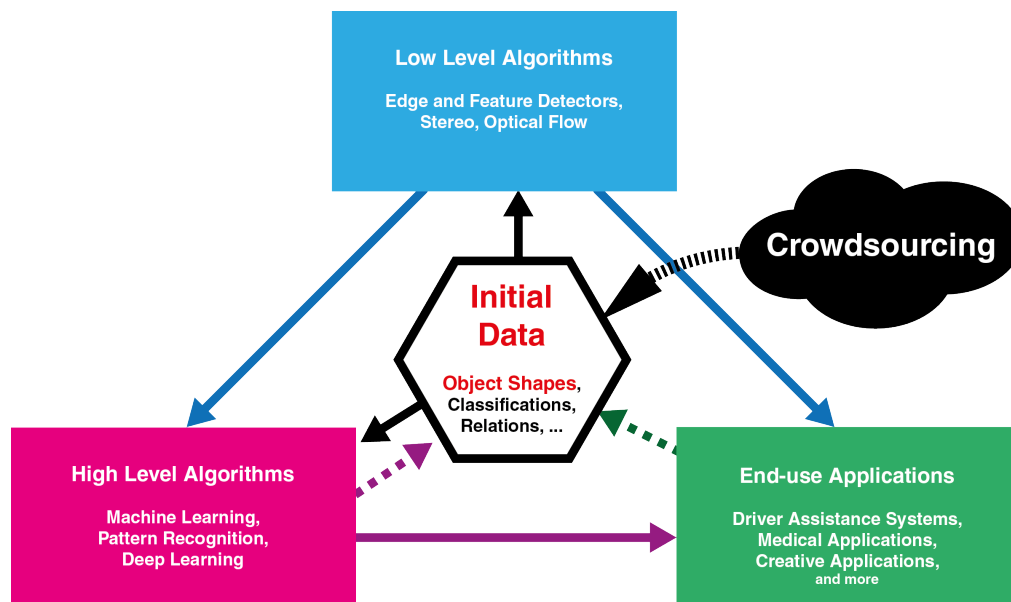 Low Level Algorithms
Edge and Feature Detectors,
Stereo, Optical Flow
Crowdsourcing
Initial
Data
Object Shapes,
Classifications,
Relations, ...
High Level Algorithms
Machine Learning,
Pattern Recognition,
Deep Learning
End-use Applications
Driver Assistance Systems,
Medical Applications,
Creative Applications,
and more